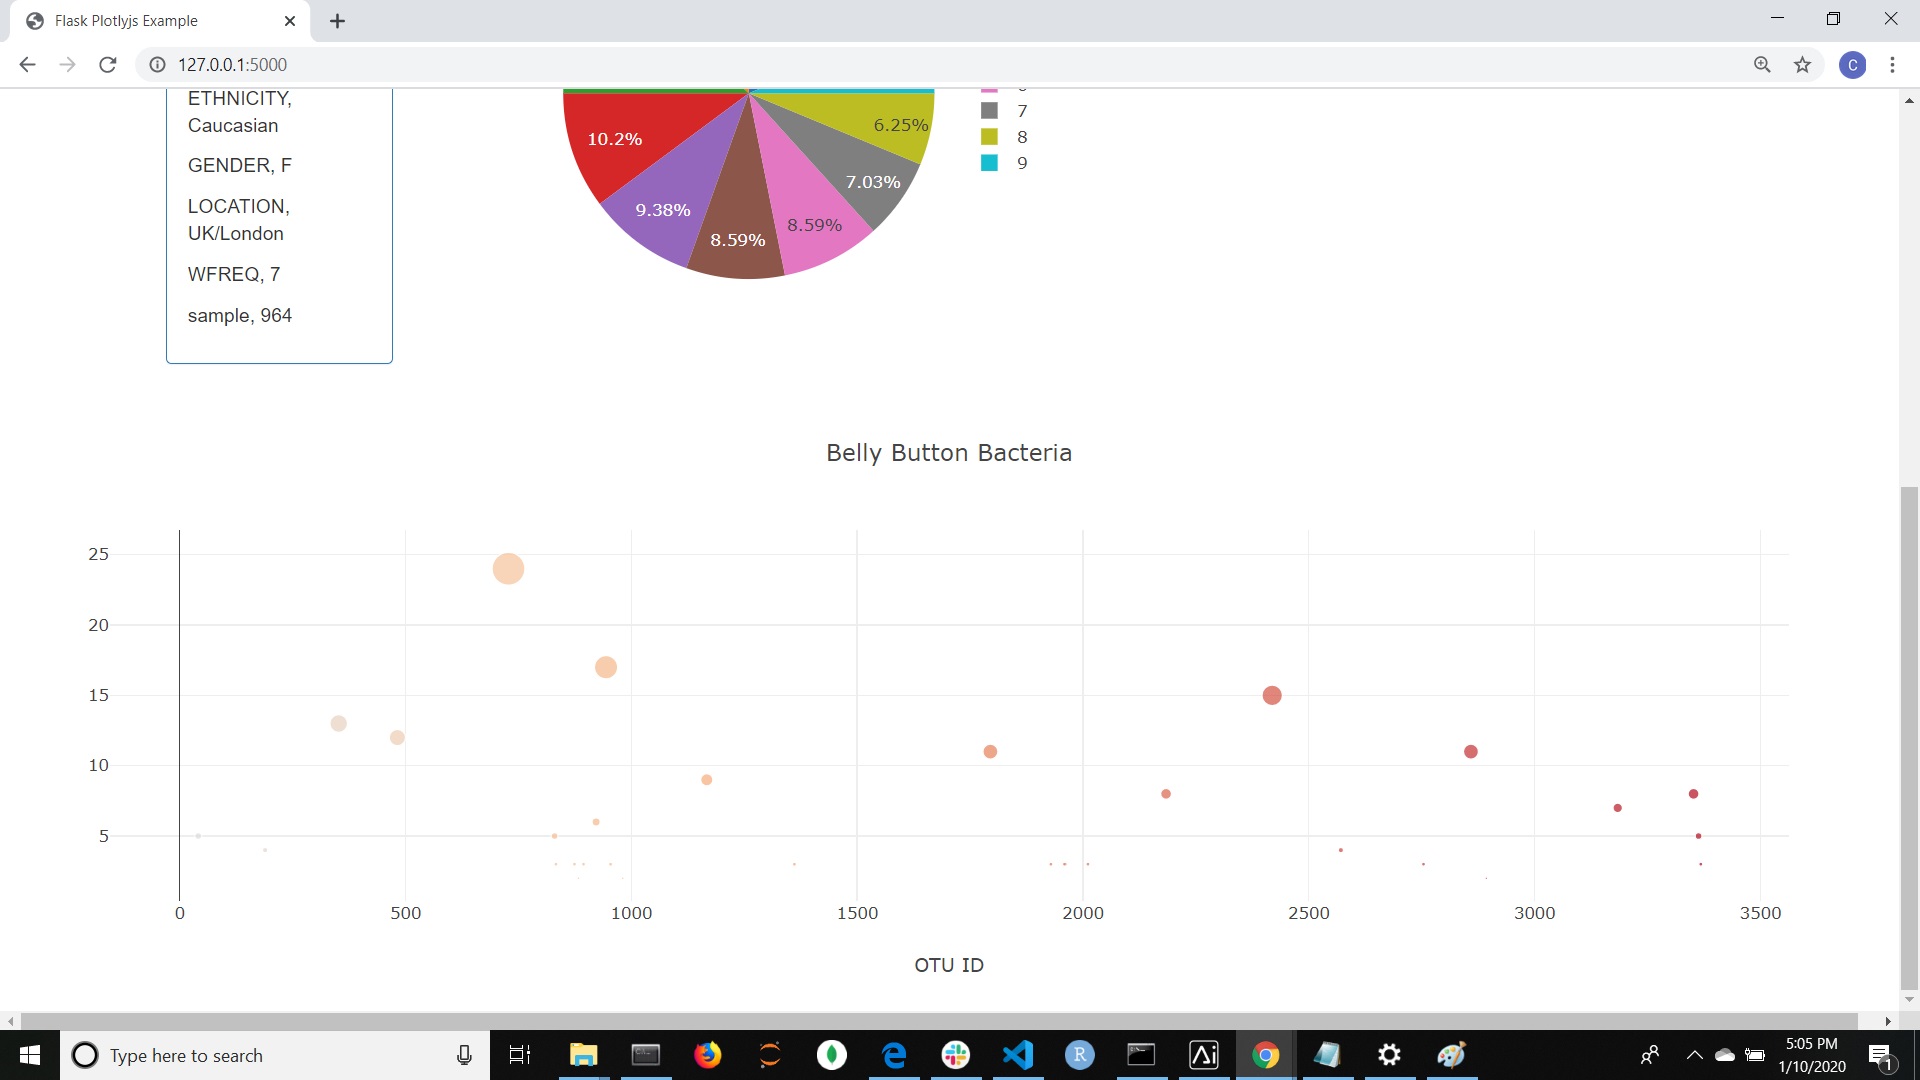 Flask Plotlyjs Example
127.0.0.1:5000
C
ETHNICITY,
Caucasian
GENDER, F
LOCATION,
UK/London
WFREQ, 7
sample, 964
10.2%
9.38%
8.59%
8.59%
7.03%
6.25%
7
8
9
Belly Button Bacteria
25
20
15
10
5
0 500 1000 1500 2000 2500 3000 3500
OTU ID
Type here to search
R
Ai
5:05 PM
1/10/2020
1